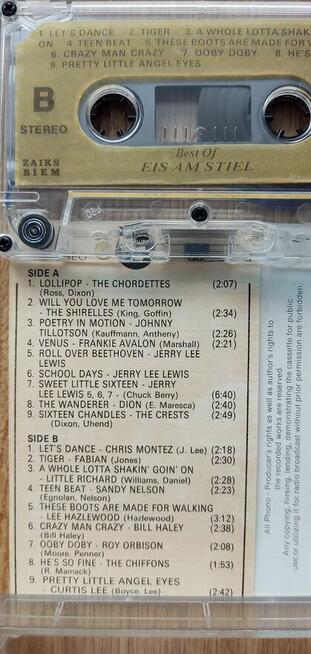 1 LET'S DANCE 2. TIGER 3. A WHOLE LOTTA SHAKIN
ON 4. TEEN BEAT 5. THESE BOOTS ARE MADE FOR W
6. CRAZY MAN CRAZY 7. OOBY DOBY 8. HE'S
9. PRETTY LITTLE ANGEL EYES
B
STEREO
ZAIKS
BIEM
Best Of
EIS AM STIEL
SIDE A
1. LOLLIPOP - THE CHORDETTES (2:07)
(Ross, Dixon)
2. WILL YOU LOVE ME TOMORROW
- THE SHIRELLES (King, Goffin) (2:34)
3. POETRY IN MOTION - JOHNNY
TILLOTSON (Kauffmann, Antheny) (2:26)
4. VENUS - FRANKIE AVALON (Marshall) (2:21)
5. ROLL OVER BEETHOVEN - JERRY LEE
LEWIS
6. SCHOOL DAYS - JERRY LEE LEWIS
7. SWEET LITTLE SIXTEEN - JERRY
LEE LEWIS 5, 6, 7 - (Chuck Berry) (6:40)
8. THE WANDERER - DION (E. Maresca) (2:40)
9. SIXTEEN CHANDLES - THE CRESTS (2:49)
(Dixon, Uhend)
SIDE B
1. LET'S DANCE - CHRIS MONTEZ (J. Lee) (2:18)
2. TIGER - FABIAN (Jones) (2:30)
3. A WHOLE LOTTA SHAKIN' GOIN' ON
- LITTLE RICHARD (Williams, Daniel) (2:28)
4. TEEN BEAT - SANDY NELSON (2:23)
(Egnolan, Nelson)
5. THESE BOOTS ARE MADE FOR WALKING
- LEE HAZLEWOOD (Hazlewood) (3:12)
6. CRAZY MAN CRAZY - BILL HALEY (2:38)
(Bill Haley)
7. OOBY DOBY - ROY ORBISON (2:08)
(Moore, Penner)
8. HE'S SO FINE - THE CHIFFONS (1:53)
(R. Mamack)
9. PRETTY LITTLE ANGEL EYES
- CURTIS LEE (Boyce, Lee) (2:42)
All Phono - Producer's rights as well as author's rights to
the recorded works are reserved.
Any copying, hireing, lending, demonstrating the cassette for public
use or utilizing it for radio broadcast without prior permission are forbidden.